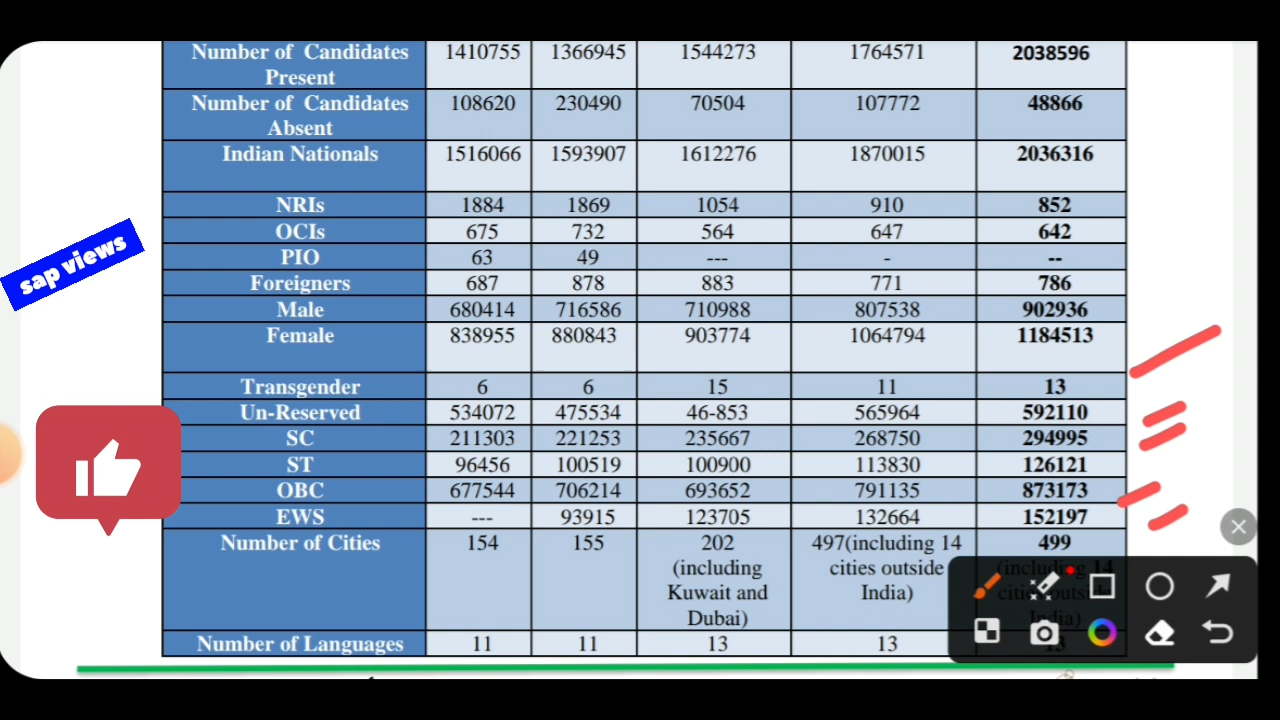 Number of Candidates Present 1410755 1366945 1544273 1764571 2038596
Number of Candidates Absent 108620 230490 70504 107772 48866
Indian Nationals 1516066 1593907 1612276 1870015 2036316
NRIs 1884 1869 1054 910 852
OCIs 675 732 564 647 642
PIO 63 49 --- - --
Foreigners 687 878 883 771 786
Male 680414 716586 710988 807538 902936
Female 838955 880843 903774 1064794 1184513
Transgender 6 6 15 11 13
Un-Reserved 534072 475534 46-853 565964 592110
SC 211303 221253 235667 268750 294995
ST 96456 100519 100900 113830 126121
OBC 677544 706214 693652 791135 873173
EWS --- 93915 123705 132664 152197
Number of Cities 154 155 202 (including Kuwait and Dubai) 497(including 14 cities outside India) 499 (including 14 cities outside India)
Number of Languages 11 11 13 13 13
sap views